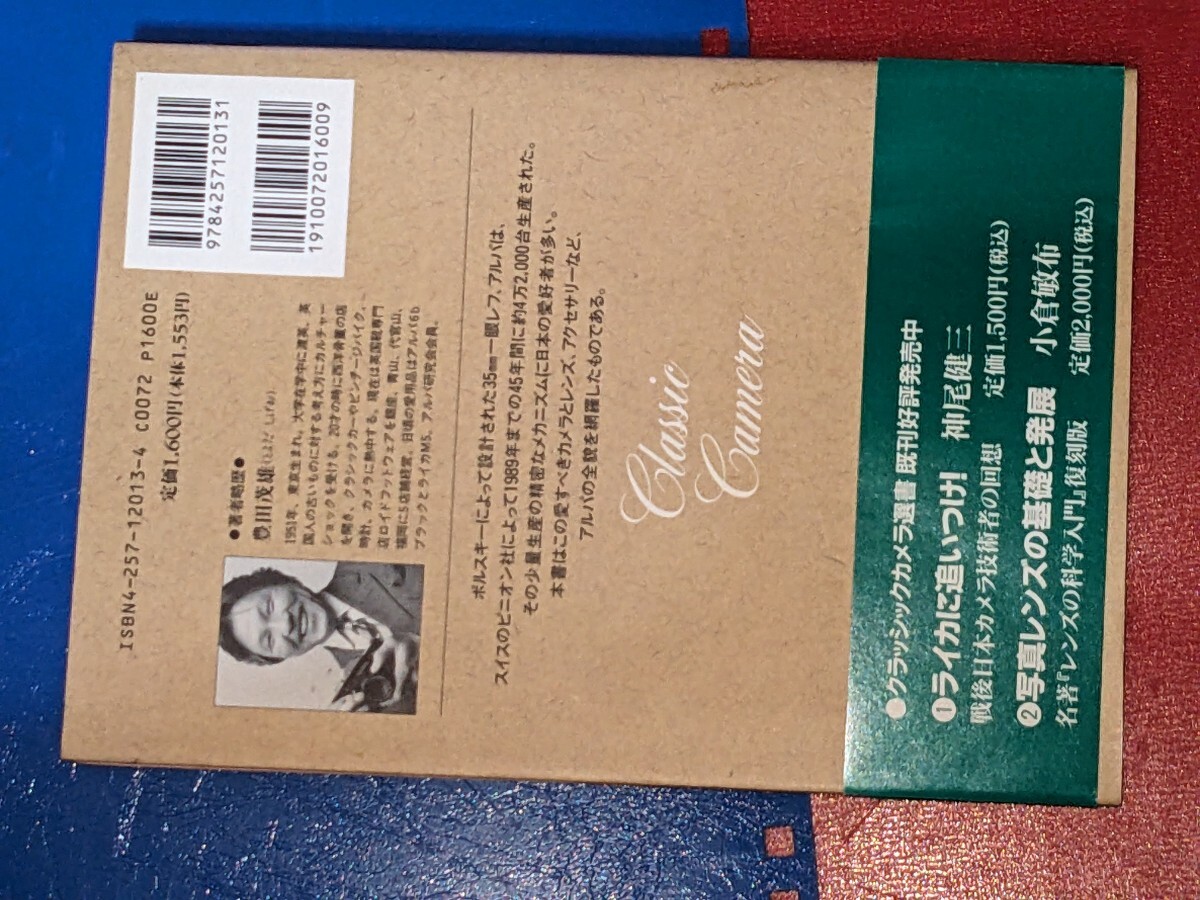 9784257120131
1910072016009
ISBN4-257-12013-4 C0072 P1600E
定価1,600円(本体1,553円)
●著者略歴●
豊田茂雄(とよだ しげお)
1951年、東京生まれ。大学在学中に渡英、英
国人の古いものに対する考え方にカルチャー
ショックを受ける。20才の時に西洋骨董の店
を開き、クラシックカーやビンテージバイク、
時計、カメラに熱中する。現在は英国靴専門
店ロイドフットウェアを銀座、青山、代官山、
福岡に5店舗経営。日頃の愛用品はアルパ6b
ブラックとライカM5。アルパ研究会会員。
ボルスキーによって設計された35mm一眼レフ、アルパは、
スイスのピニオン社によって1989年までの45年間に約4万2,000台生産された。
その少量生産の精密なメカニズムに日本の愛好者が多い。
本書はこの愛すべきカメラとレンズ、アクセサリーなど、
アルパの全貌を網羅したものである。
Classic
Camera
●クラッシックカメラ選書 既刊好評発売中
❶ライカに追いつけ! 神尾健三
戦後日本カメラ技術者の回想 定価1,500円(税込)
❷写真レンズの基礎と発展 小倉敏布
名著『レンズの科学入門』復刻版 定価2,000円(税込)